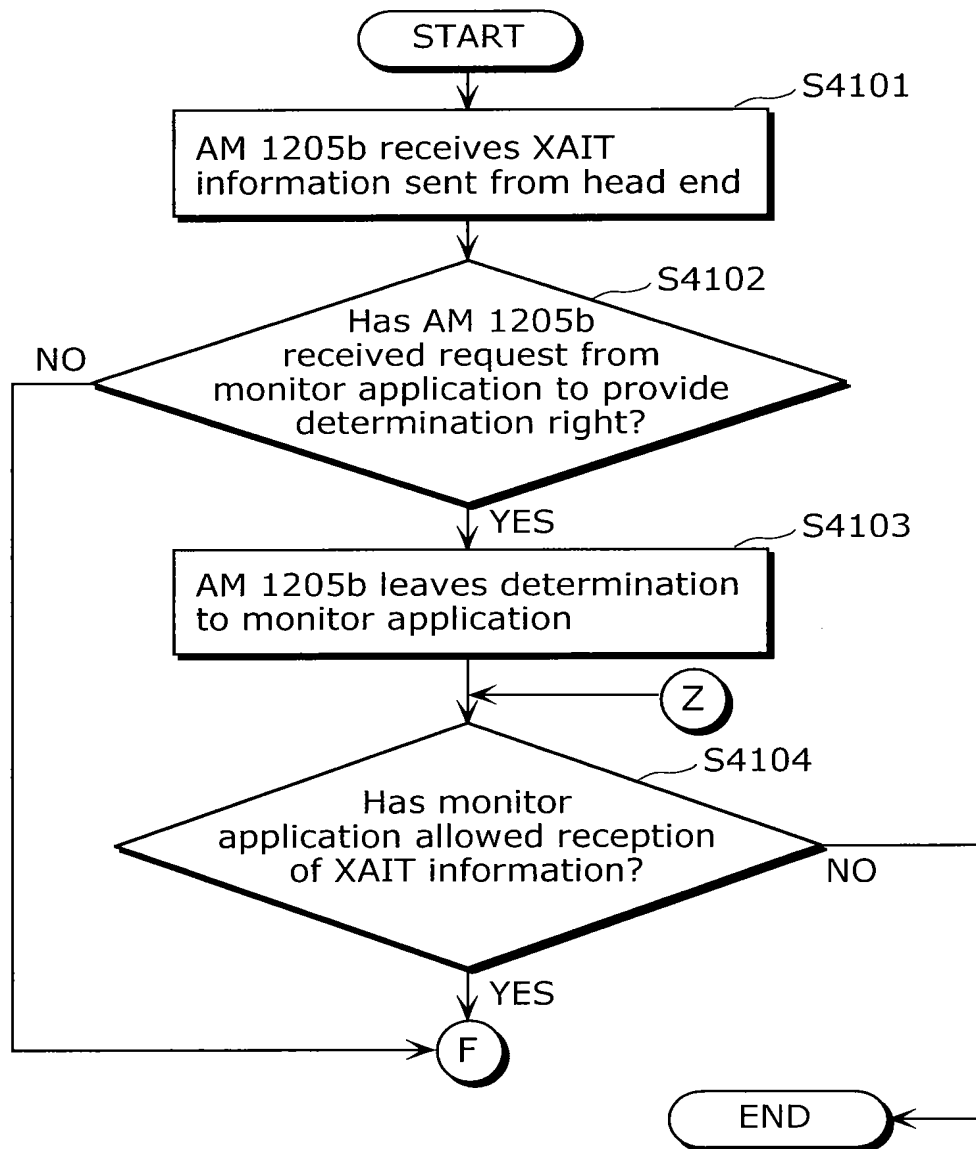 START
S4101
AM 1205b receives XAIT
information sent from head end
S4102
Has AM 1205b
received request from
monitor application to provide
determination right?
NO
YES
S4103
AM 1205b leaves determination
to monitor application
Z
S4104
Has monitor
application allowed reception
of XAIT information?
NO
YES
F
END